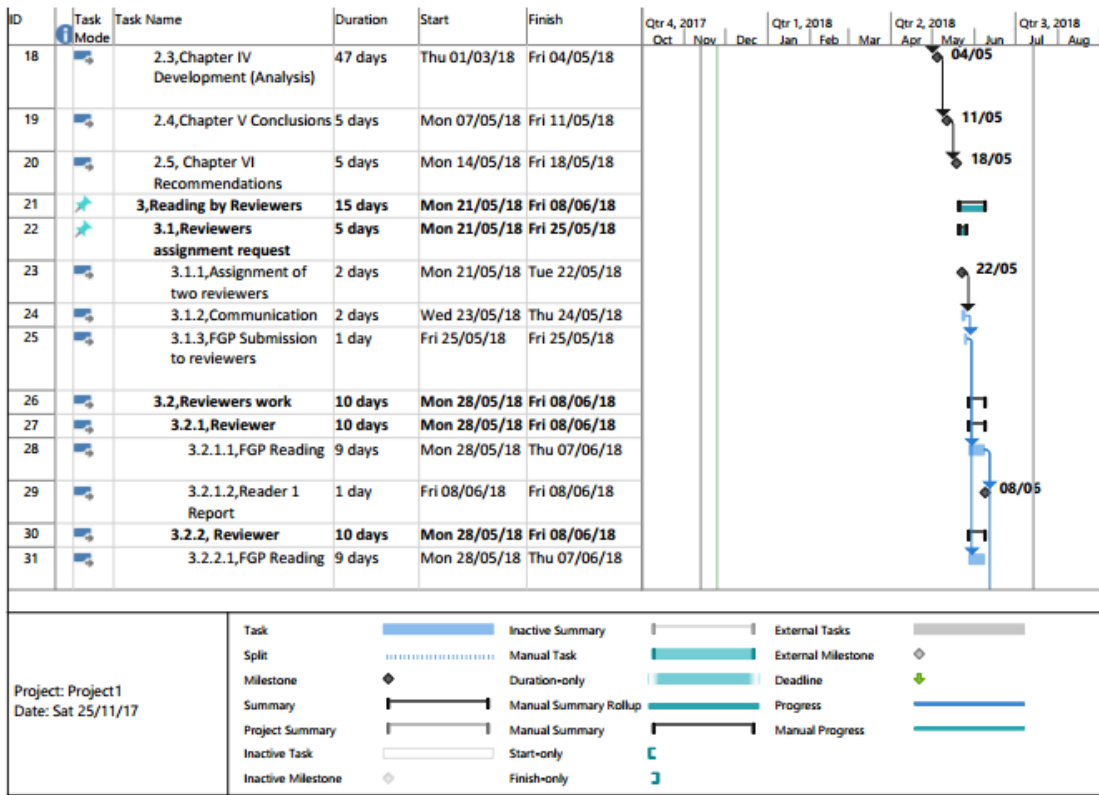 ID Task Mode Task Name Duration Start Finish Qtr 4, 2017 Qtr 1, 2018 Qtr 2, 2018 Qtr 3, 2018
Oct Nov Dec Jan Feb Mar Apr May Jun Jul Aug
18 2.3,Chapter IV 47 days Thu 01/03/18 Fri 04/05/18 04/05
Development (Analysis)
19 2.4,Chapter V Conclusions 5 days Mon 07/05/18 Fri 11/05/18 11/05
20 2.5, Chapter VI 5 days Mon 14/05/18 Fri 18/05/18 18/05
Recommendations
21 3,Reading by Reviewers 15 days Mon 21/05/18 Fri 08/06/18
22 3.1,Reviewers 5 days Mon 21/05/18 Fri 25/05/18
assignment request
23 3.1.1,Assignment of 2 days Mon 21/05/18 Tue 22/05/18 22/05
two reviewers
24 3.1.2,Communication 2 days Wed 23/05/18 Thu 24/05/18
25 3.1.3,FGP Submission 1 day Fri 25/05/18 Fri 25/05/18
to reviewers
26 3.2,Reviewers work 10 days Mon 28/05/18 Fri 08/06/18
27 3.2.1,Reviewer 10 days Mon 28/05/18 Fri 08/06/18
28 3.2.1.1,FGP Reading 9 days Mon 28/05/18 Thu 07/06/18
29 3.2.1.2,Reader 1 1 day Fri 08/06/18 Fri 08/06/18 08/06
Report
30 3.2.2, Reviewer 10 days Mon 28/05/18 Fri 08/06/18
31 3.2.2.1,FGP Reading 9 days Mon 28/05/18 Thu 07/06/18
Project: Project1
Date: Sat 25/11/17
Task Inactive Summary External Tasks
Split Manual Task External Milestone
Milestone Duration-only Deadline
Summary Manual Summary Rollup Progress
Project Summary Manual Summary Manual Progress
Inactive Task Start-only
Inactive Milestone Finish-only